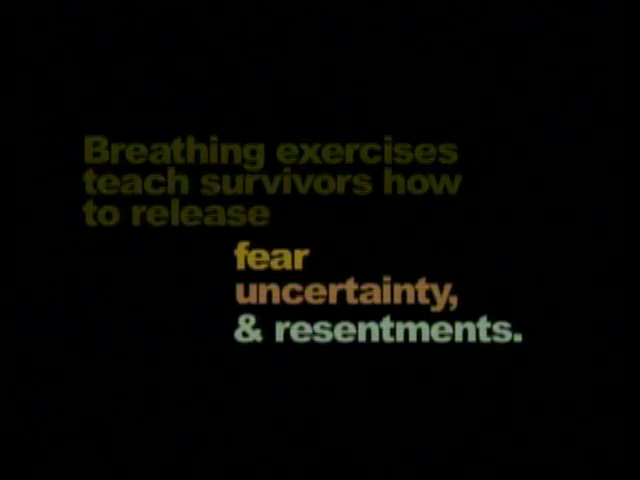 Breathing exercises
teach survivors how
to release
fear
uncertainty,
& resentments.